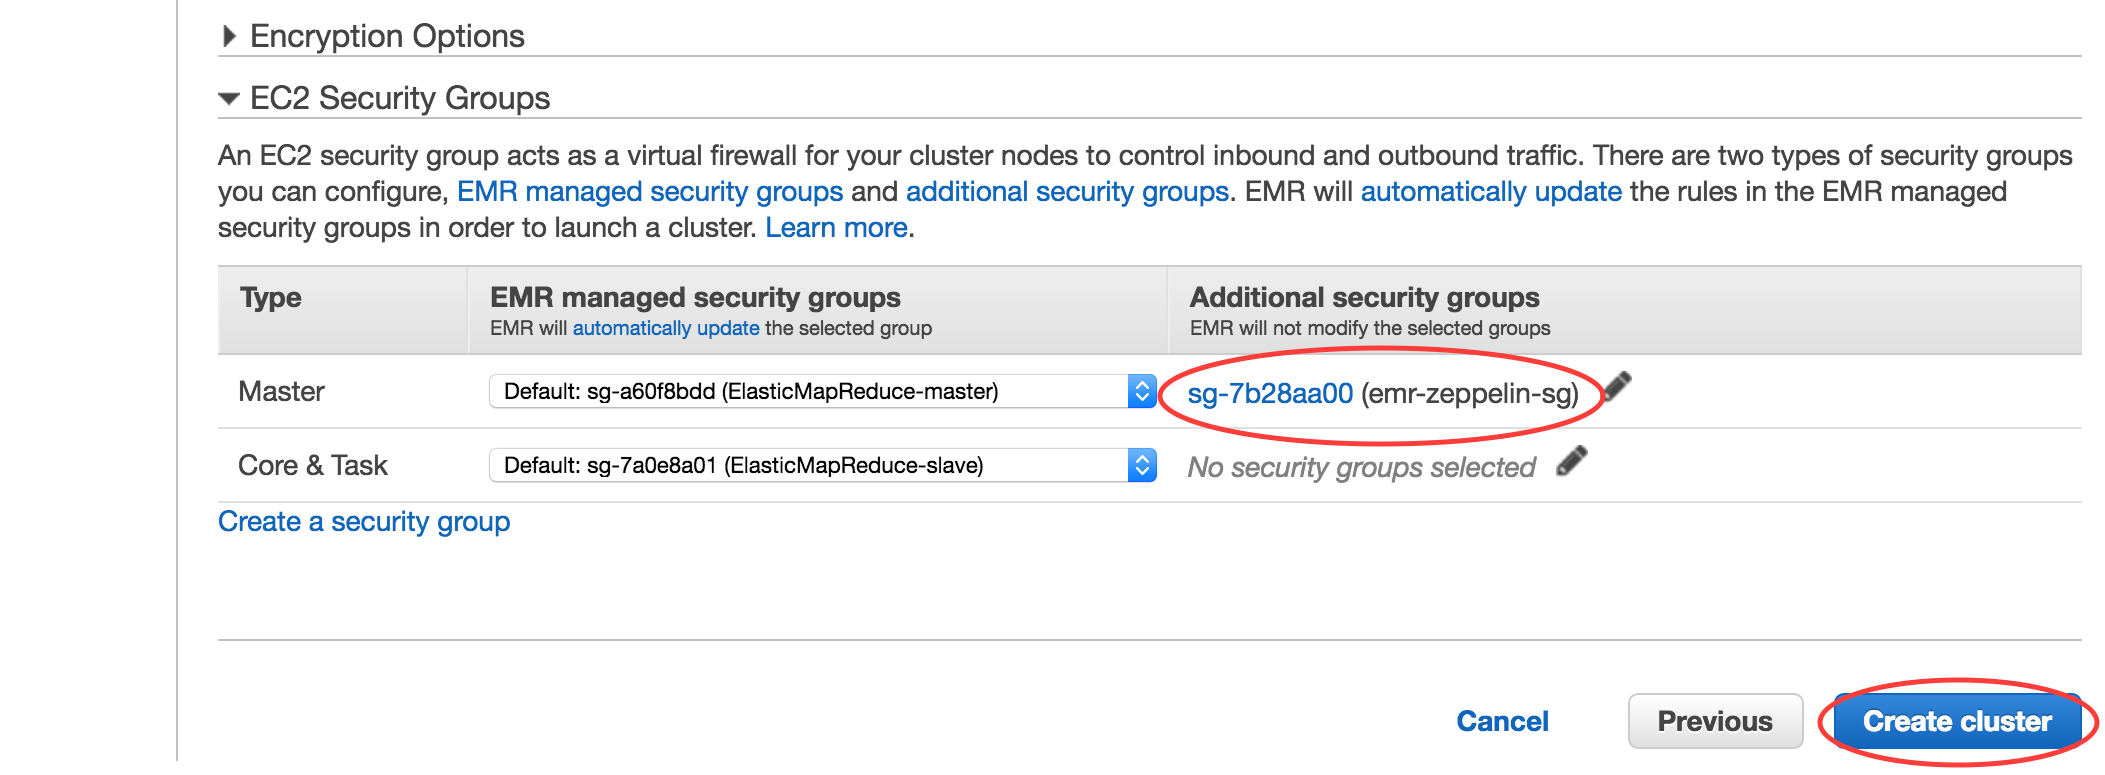 Encryption Options
EC2 Security Groups
An EC2 security group acts as a virtual firewall for your cluster nodes to control inbound and outbound traffic. There are two types of security groups
you can configure, EMR managed security groups and additional security groups. EMR will automatically update the rules in the EMR managed
security groups in order to launch a cluster. Learn more.
Type EMR managed security groups Additional security groups
EMR will automatically update the selected group EMR will not modify the selected groups
Master Default: sg-a60f8bdd (ElasticMapReduce-master) sg-7b28aa00 (emr-zeppelin-sg)
Core & Task Default: sg-7a0e8a01 (ElasticMapReduce-slave) No security groups selected
Create a security group
Cancel Previous Create cluster